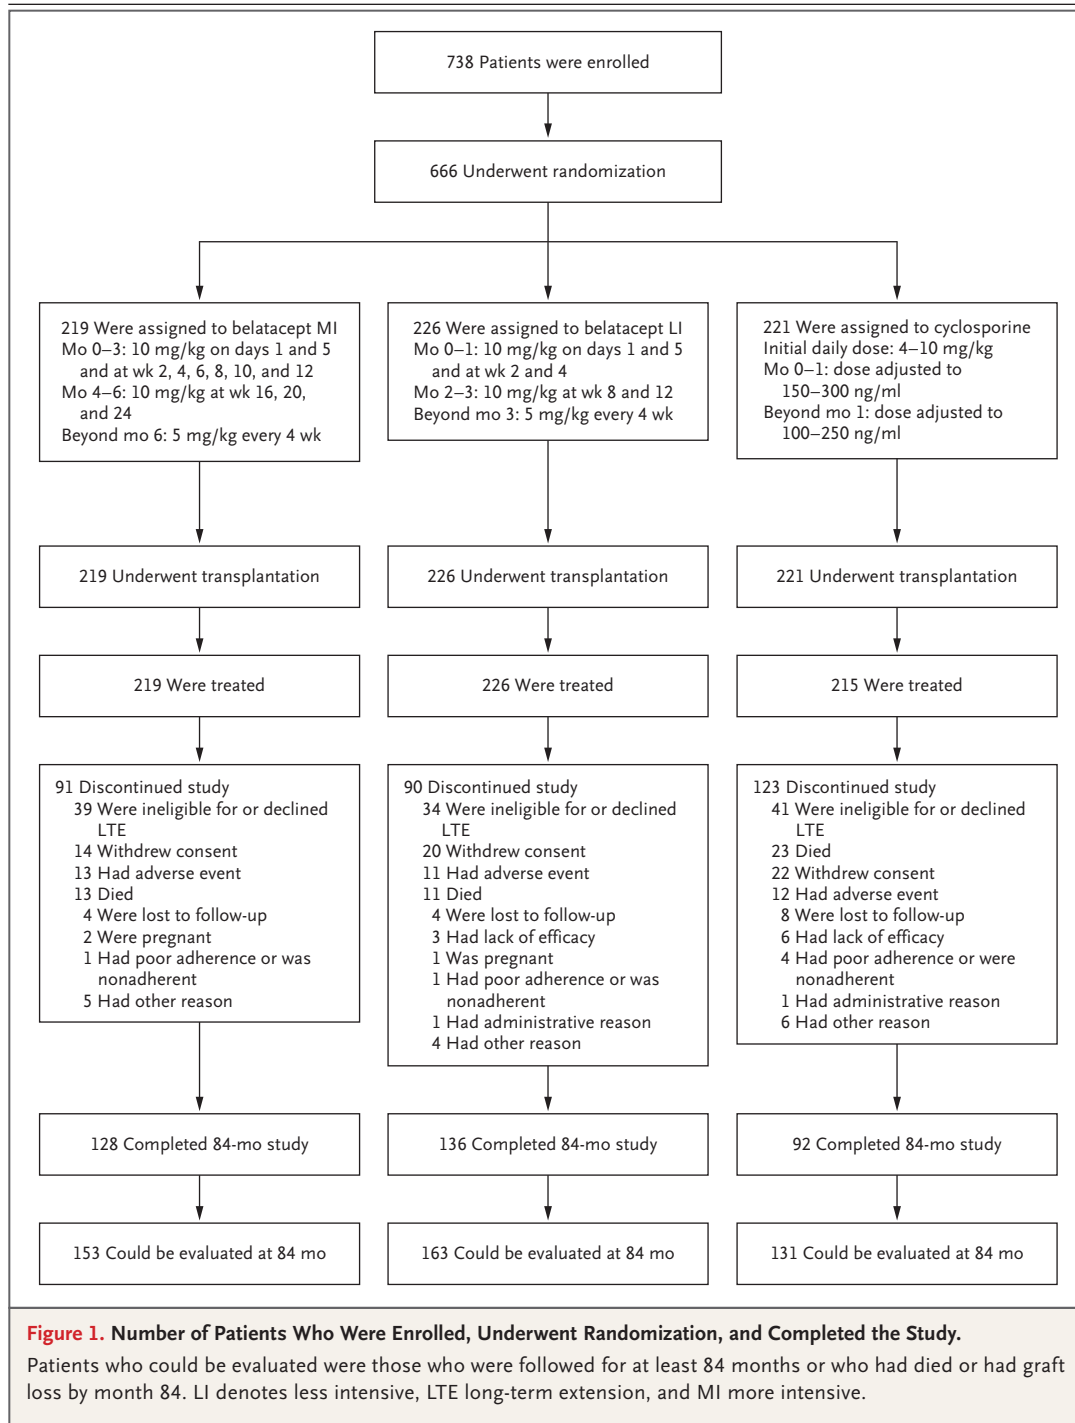 738 Patients were enrolled
666 Underwent randomization
219 Were assigned to belatacept MI
Mo 0–3: 10 mg/kg on days 1 and 5
and at wk 2, 4, 6, 8, 10, and 12
Mo 4–6: 10 mg/kg at wk 16, 20,
and 24
Beyond mo 6: 5 mg/kg every 4 wk
226 Were assigned to belatacept LI
Mo 0–1: 10 mg/kg on days 1 and 5
and at wk 2 and 4
Mo 2–3: 10 mg/kg at wk 8 and 12
Beyond mo 3: 5 mg/kg every 4 wk
221 Were assigned to cyclosporine
Initial daily dose: 4–10 mg/kg
Mo 0–1: dose adjusted to
150–300 ng/ml
Beyond mo 1: dose adjusted to
100–250 ng/ml
219 Underwent transplantation
226 Underwent transplantation
221 Underwent transplantation
219 Were treated
226 Were treated
215 Were treated
91 Discontinued study
39 Were ineligible for or declined
LTE
14 Withdrew consent
13 Had adverse event
13 Died
4 Were lost to follow-up
2 Were pregnant
1 Had poor adherence or was
nonadherent
5 Had other reason
90 Discontinued study
34 Were ineligible for or declined
LTE
20 Withdrew consent
11 Had adverse event
11 Died
4 Were lost to follow-up
3 Had lack of efficacy
1 Was pregnant
1 Had poor adherence or was
nonadherent
1 Had administrative reason
4 Had other reason
123 Discontinued study
41 Were ineligible for or declined
LTE
23 Died
22 Withdrew consent
12 Had adverse event
8 Were lost to follow-up
6 Had lack of efficacy
4 Had poor adherence or were
nonadherent
1 Had administrative reason
6 Had other reason
128 Completed 84-mo study
136 Completed 84-mo study
92 Completed 84-mo study
153 Could be evaluated at 84 mo
163 Could be evaluated at 84 mo
131 Could be evaluated at 84 mo
Figure 1. Number of Patients Who Were Enrolled, Underwent Randomization, and Completed the Study.
Patients who could be evaluated were those who were followed for at least 84 months or who had died or had graft
loss by month 84. LI denotes less intensive, LTE long-term extension, and MI more intensive.